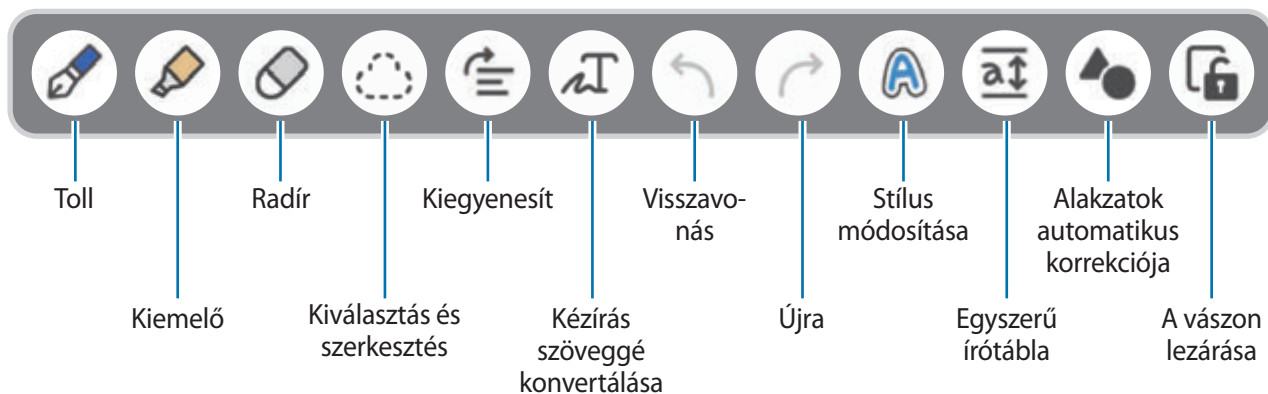 Toll
Radír
Kiegyenesít
Visszavo-
nás
Stílus
módosítása
Alakzatok
automatikus
korrekciója
Kiemelő
Kiválasztás és
szerkesztés
Kézírás
szöveggé
konvertálása
Újra
Egyszerű
írótábla
A vászon
lezárása